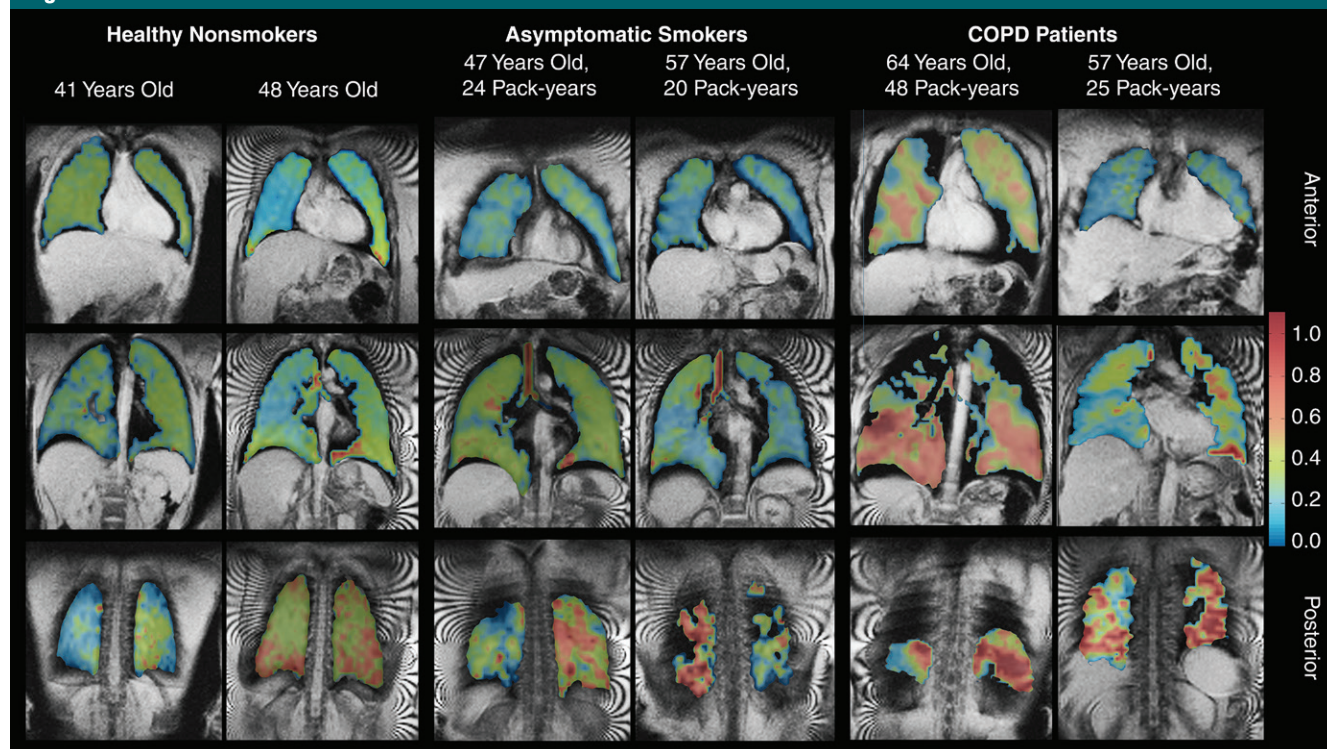 Healthy Nonsmokers
Asymptomatic Smokers
COPD Patients
41 Years Old
48 Years Old
47 Years Old,
24 Pack-years
57 Years Old,
20 Pack-years
64 Years Old,
48 Pack-years
57 Years Old,
25 Pack-years
Anterior
1.0
0.8
0.6
0.4
0.2
0.0
Posterior